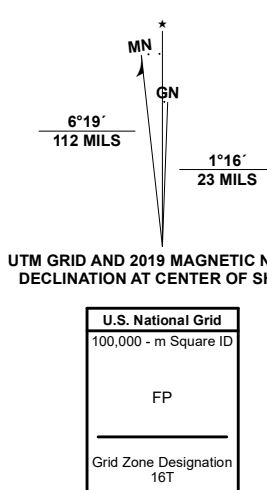 ★
MN
GN
6°19´
112 MILS
1°16´
23 MILS
UTM GRID AND 2019 MAGNETIC N
DECLINATION AT CENTER OF SH
U.S. National Grid
100,000 - m Square ID
FP
Grid Zone Designation
16T